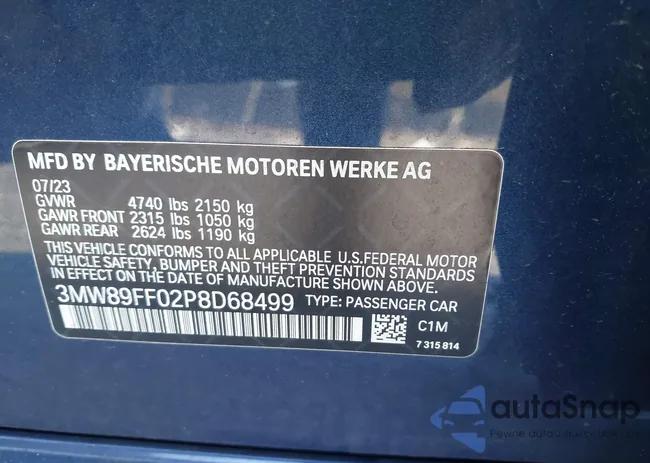 MFD BY BAYERISCHE MOTOREN WERKE AG
07/23
GVWR 4740 lbs 2150 kg
GAWR FRONT 2315 lbs 1050 kg
GAWR REAR 2624 lbs 1190 kg
THIS VEHICLE CONFORMS TO ALL APPLICABLE U.S.FEDERAL MOTOR
VEHICLE SAFETY, BUMPER AND THEFT PREVENTION STANDARDS IN
EFFECT ON THE DATE OF MANUFACTURE SHOWN ABOVE.
3MW89FF02P8D68499 TYPE: PASSENGER CAR
C1M
7 315 814
autaSnap